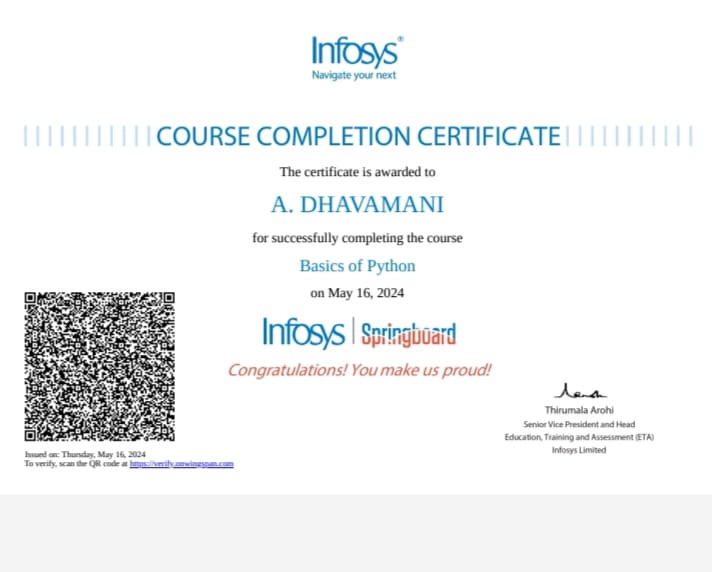 Infosys®
Navigate your next
COURSE COMPLETION CERTIFICATE
The certificate is awarded to
A. DHAVAMANI
for successfully completing the course
Basics of Python
on May 16, 2024
Infosys | Springboard
Congratulations! You make us proud!
Thirumala Arohi
Senior Vice President and Head
Education, Training and Assessment (ETA)
Infosys Limited
Issued on: Thursday, May 16, 2024
To verify, scan the QR code at https://verify.onwingspan.com